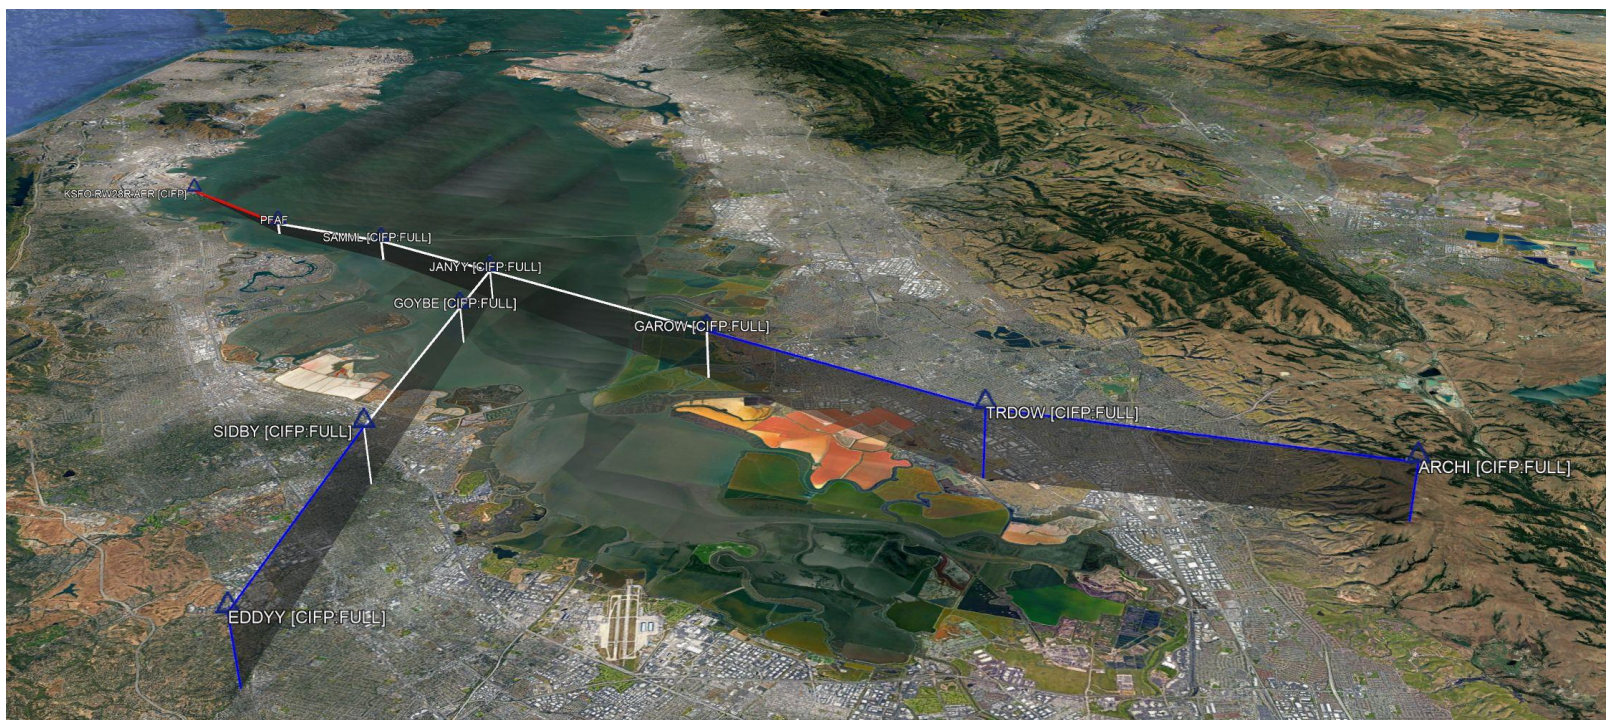 KSFO:RW28R:AER [CIFP]
PFAF
SAMML [CIFP:FULL]
JANYY [CIFP:FULL]
GOYBE [CIFP:FULL]
GAROW [CIFP:FULL]
TRDOW [CIFP:FULL]
SIDBY [CIFP:FULL]
ARCHI [CIFP:FULL]
EDDYY [CIFP:FULL]